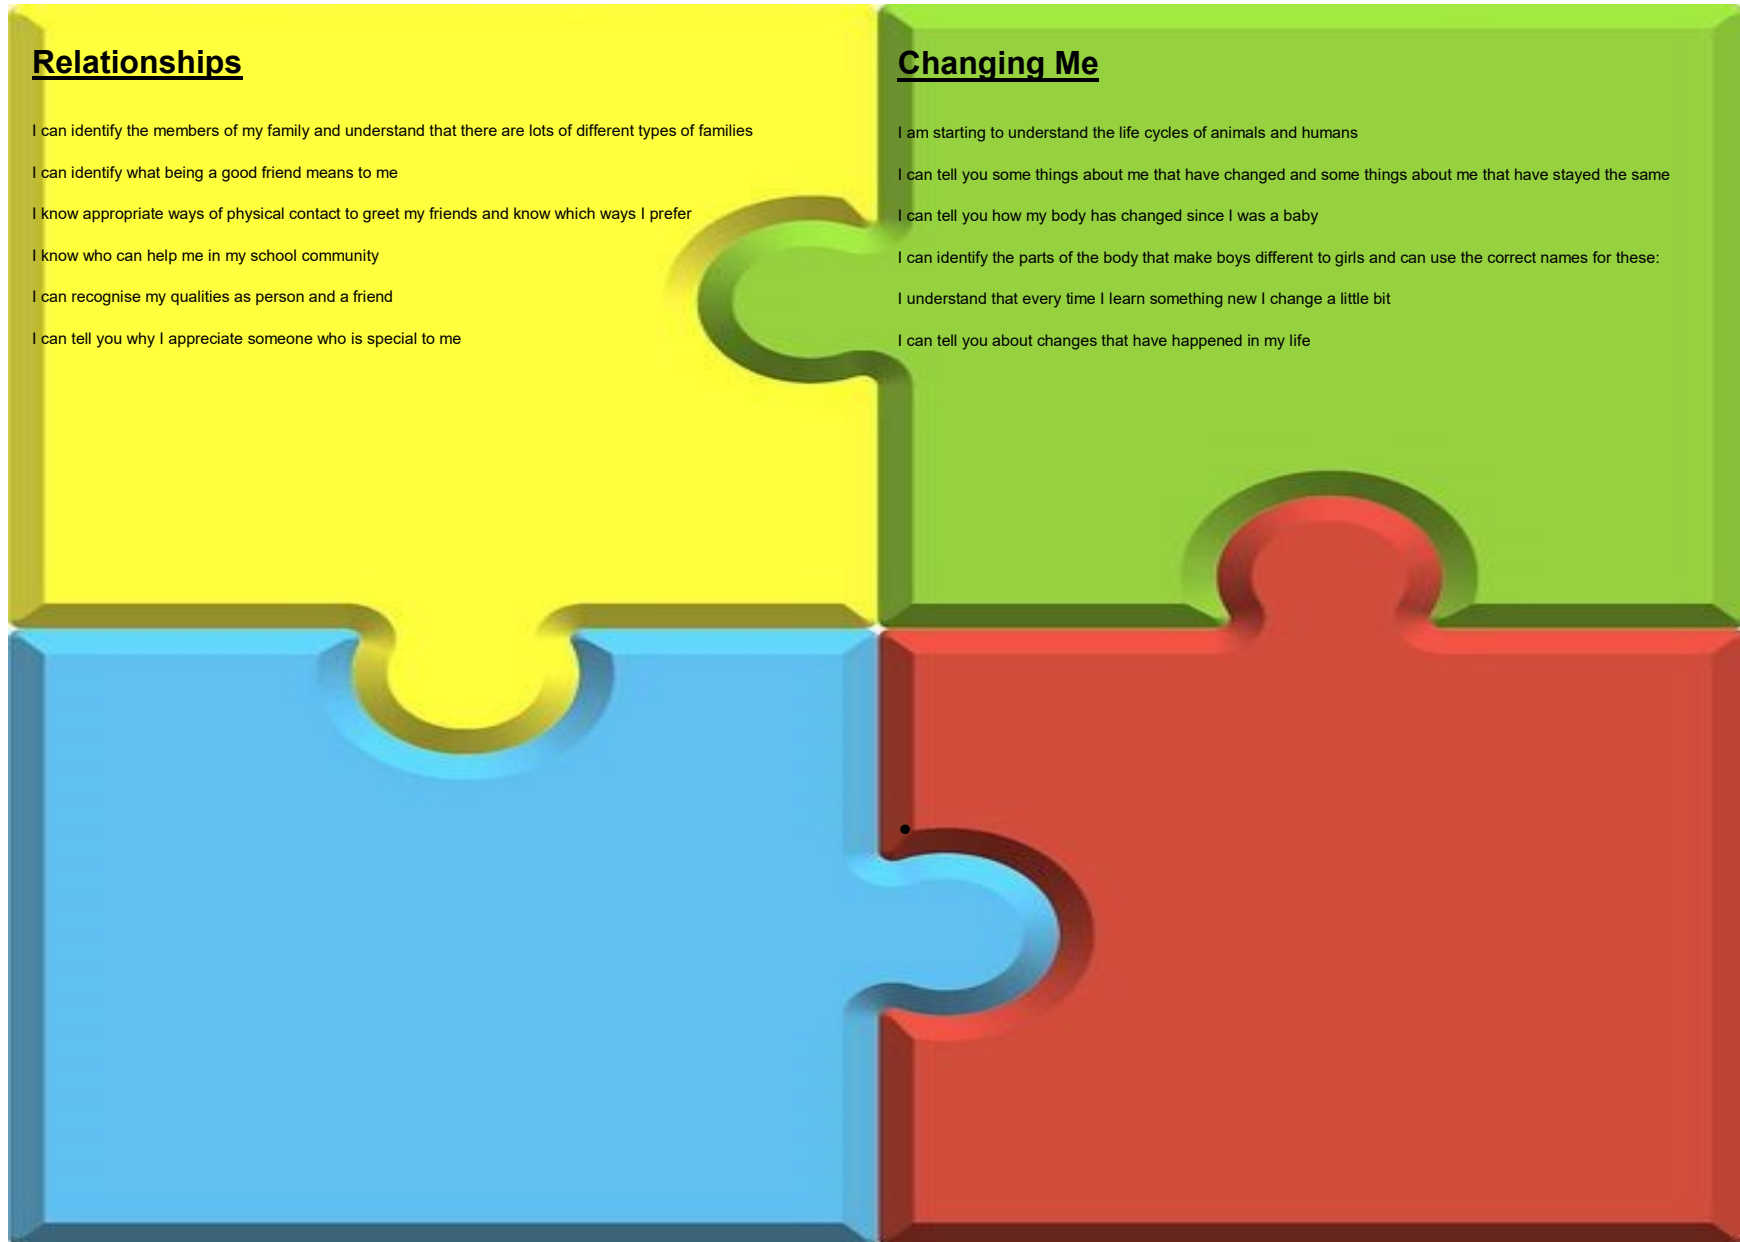 Relationships
I can identify the members of my family and understand that there are lots of different types of families
I can identify what being a good friend means to me
I know appropriate ways of physical contact to greet my friends and know which ways I prefer
I know who can help me in my school community
I can recognise my qualities as person and a friend
I can tell you why I appreciate someone who is special to me
Changing Me
I am starting to understand the life cycles of animals and humans
I can tell you some things about me that have changed and some things about me that have stayed the same
I can tell you how my body has changed since I was a baby
I can identify the parts of the body that make boys different to girls and can use the correct names for these:
I understand that every time I learn something new I change a little bit
I can tell you about changes that have happened in my life